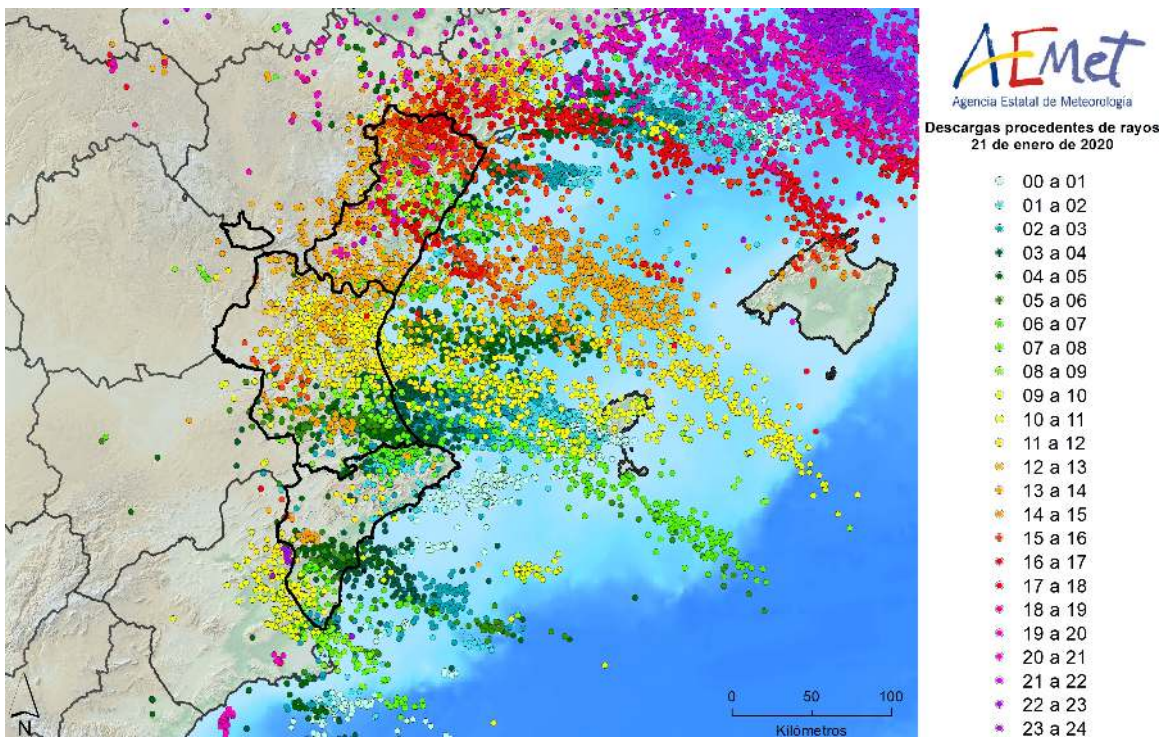 AEMet
Agencia Estatal de Meteorología
Descargas procedentes de rayos
21 de enero de 2020
00 a 01
01 a 02
02 a 03
03 a 04
04 a 05
05 a 06
06 a 07
07 a 08
08 a 09
09 a 10
10 a 11
11 a 12
12 a 13
13 a 14
14 a 15
15 a 16
16 a 17
17 a 18
18 a 19
19 a 20
20 a 21
21 a 22
22 a 23
23 a 24
N
0 50 100
Kilómetros